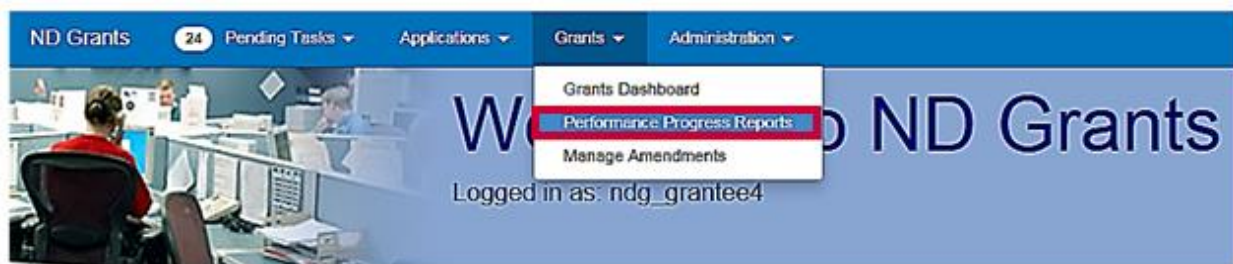 ND Grants 24 Pending Tasks Applications Grants Administration
Grants Dashboard
Performance Progress Reports
Manage Amendments
W o ND Grants
Logged in as: ndg_grantee4